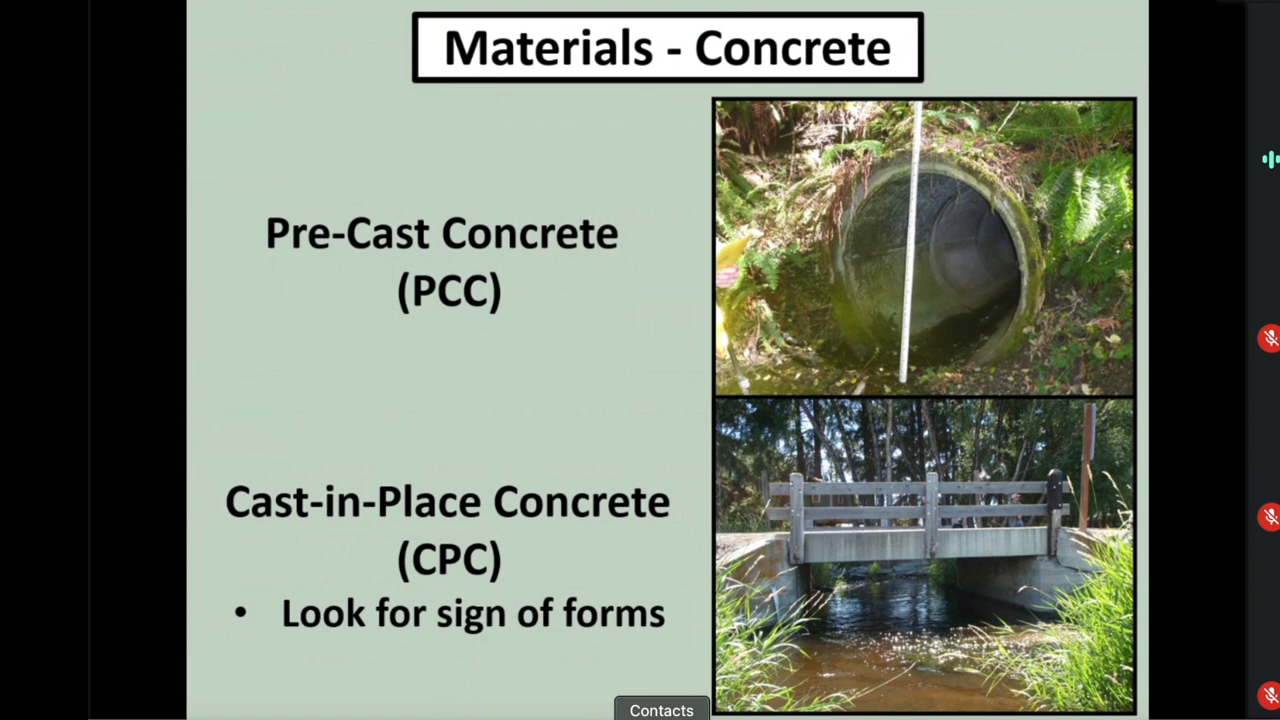 Materials - Concrete
Pre-Cast Concrete
(PCC)
Cast-in-Place Concrete
(CPC)
• Look for sign of forms
Contacts